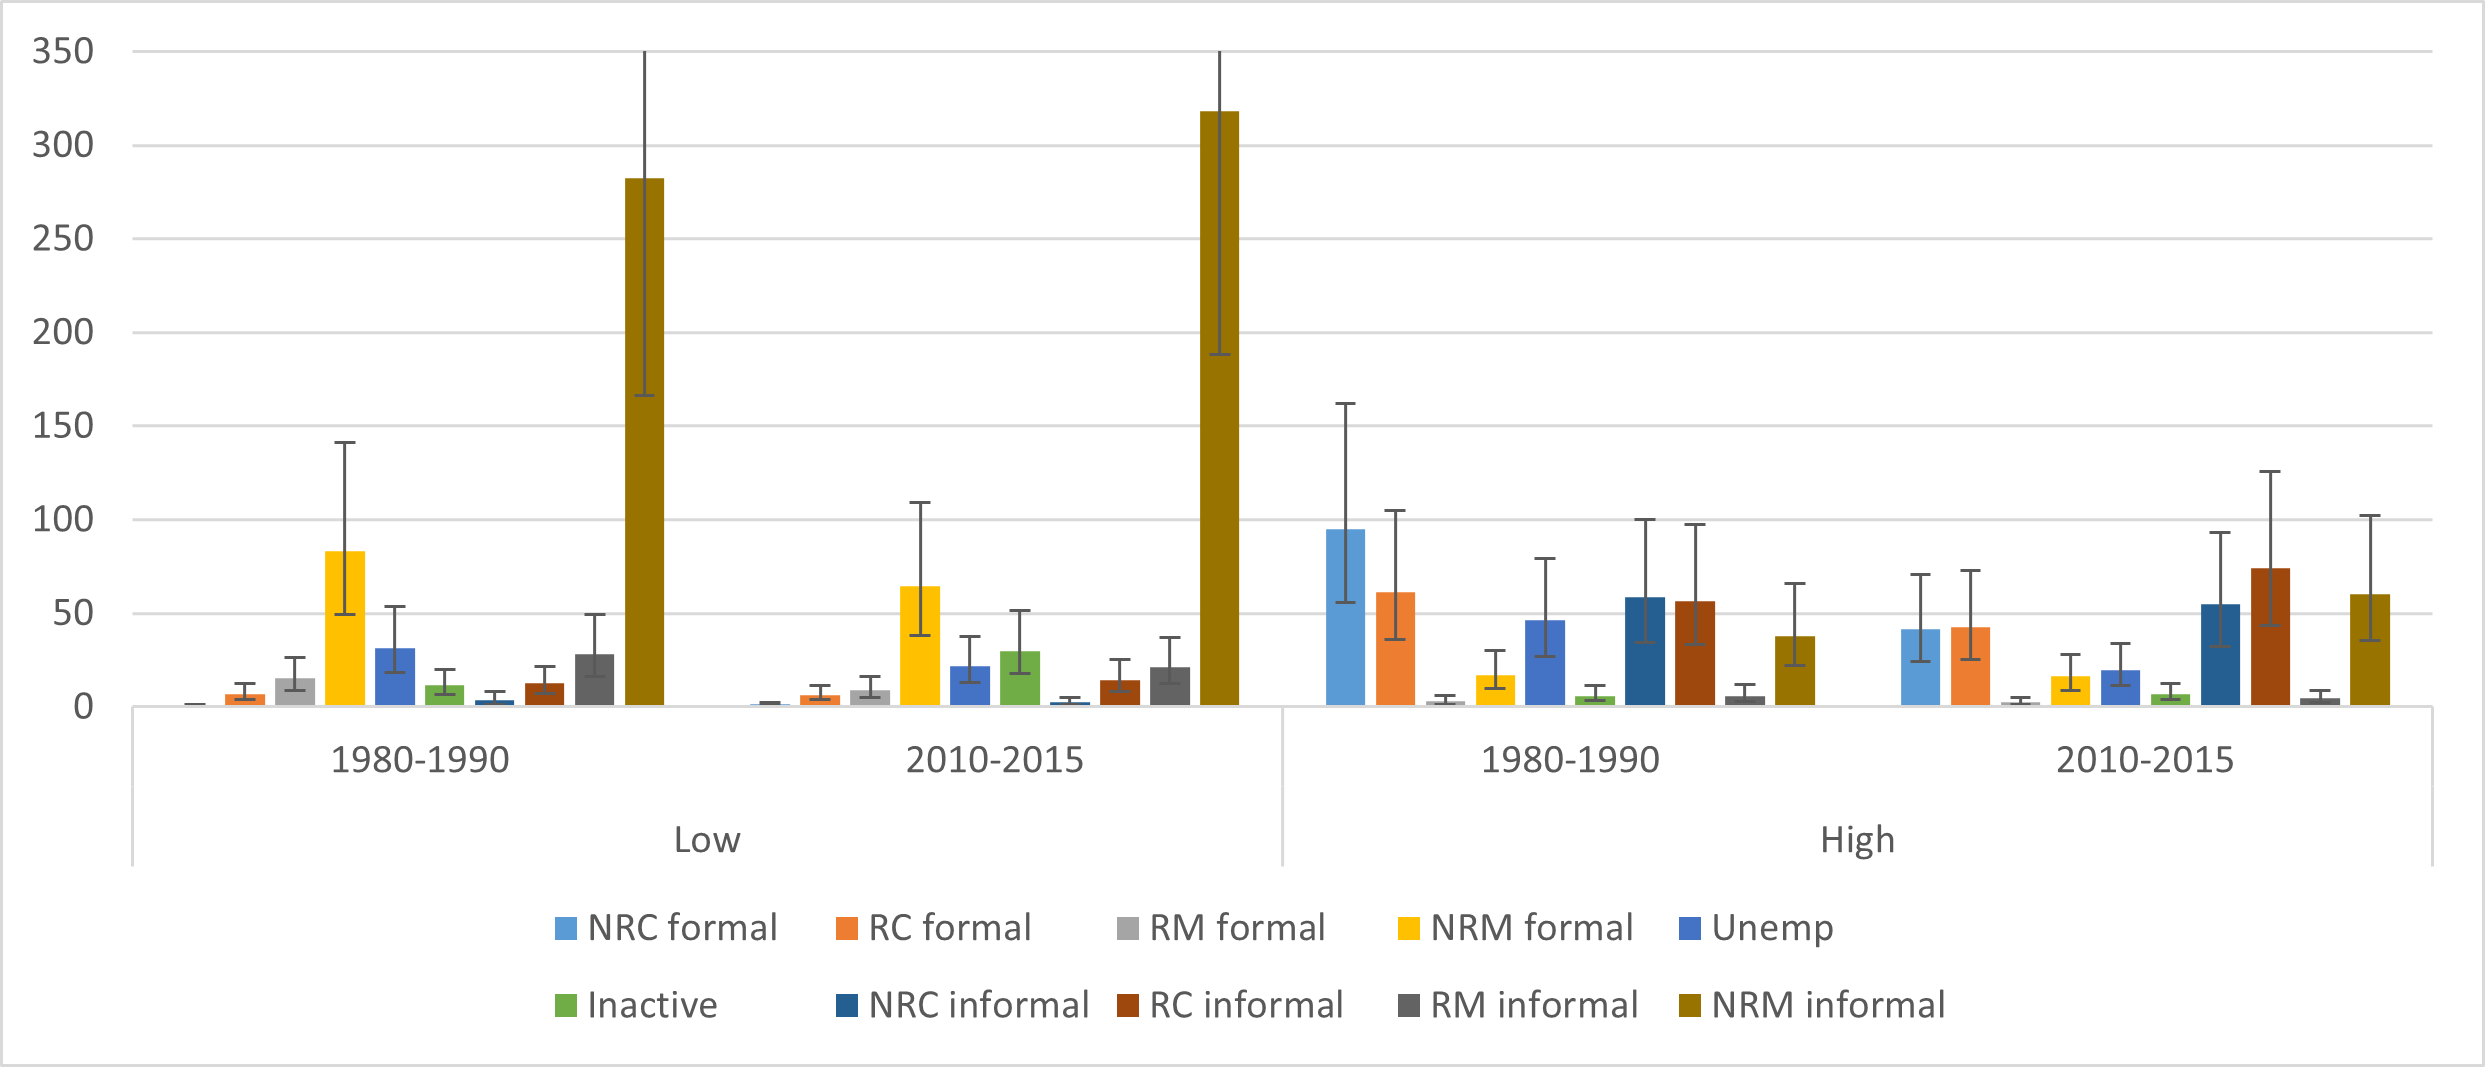 350
300
250
200
150
100
50
0
1980-1990 2010-2015 1980-1990 2010-2015
Low High
NRC formal RC formal RM formal NRM formal Unemp
Inactive NRC informal RC informal RM informal NRM informal